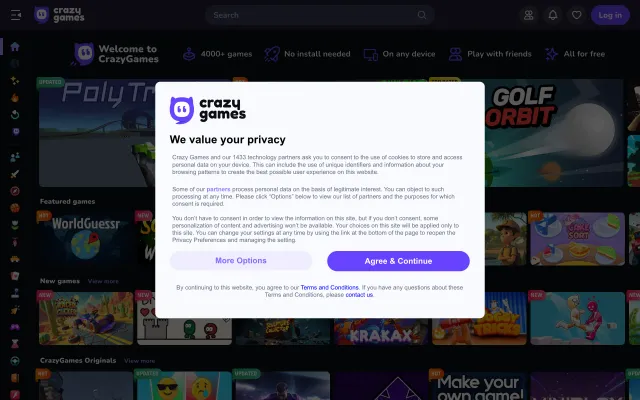 crazy games
Search
Log in
Welcome to CrazyGames
4000+ games
No install needed
On any device
Play with friends
All for free
UPDATED
HOT
PolyTr
GOLF ORBIT
crazy games
We value your privacy
Crazy Games and our 1433 technology partners ask you to consent to the use of cookies to store and access
personal data on your device. This can include the use of unique identifiers and information about your
browsing patterns to create the best possible user experience on this website.
Some of our partners process personal data on the basis of legitimate interest. You can object to such
processing at any time. Please click "Options" below to view our list of partners and the purposes for which
consent is required.
You don't have to consent in order to view the information on this site, but if you don't consent, some
personalization of content and advertising won't be available. Your choices on this site will be applied only to
this site. You can change your settings at any time by using the link at the bottom of the page to reopen the
Privacy Preferences and managing the setting.
More Options
Agree & Continue
By continuing to this website, you agree to our Terms and Conditions. If you have any questions about these
Terms and Conditions, please contact us.
Featured games
HOT
NEW
HOT
WorldGuessr
CAKE SORT
New games
View more
NEW
NEW
NEW
NEW
KRAKAX
CrazyGames Originals
View more
HOT
UPDATED
HOT
Make your own game!